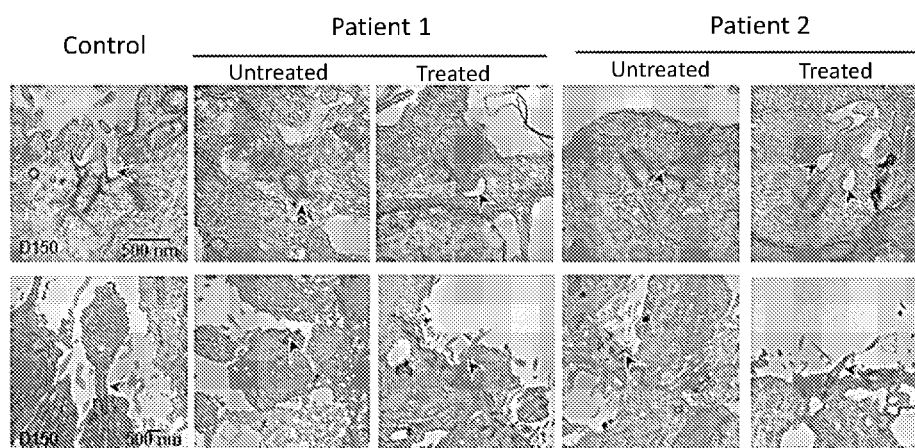 Control
Patient 1
Patient 2
Untreated
Treated
Untreated
Treated
D150
500 nm
D150
500 nm